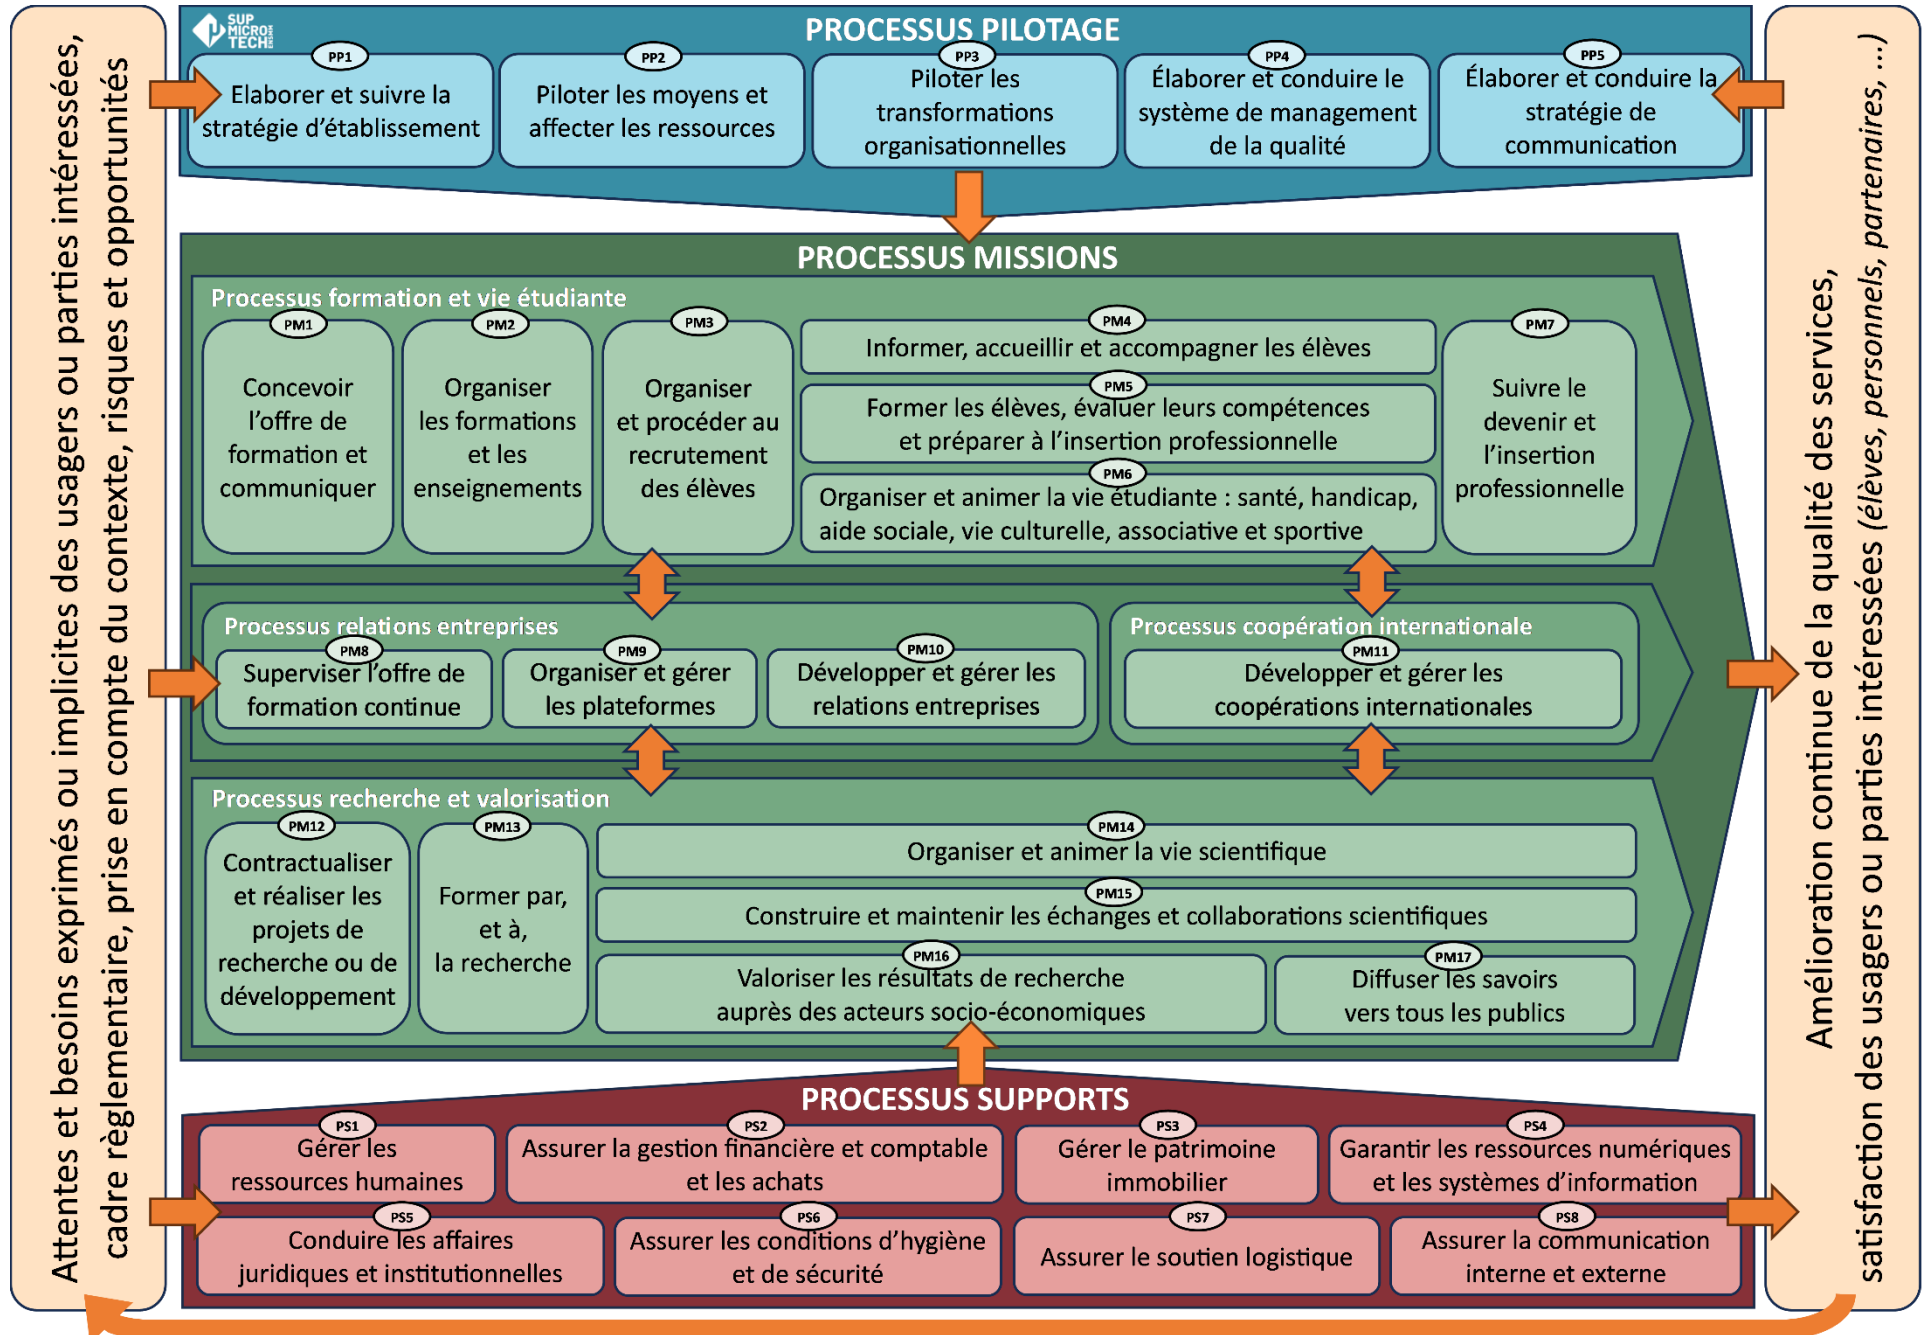 Attentes et besoins exprimés ou implicites des usagers ou parties intéressées,
cadre règlementaire, prise en compte du contexte, risques et opportunités
SUP
MICRO
TECH
ENSMM
PROCESSUS PILOTAGE
PP1
Elaborer et suivre la
stratégie d'établissement
PP2
Piloter les moyens et
affecter les ressources
PP3
Piloter les
transformations
organisationnelles
PP4
Élaborer et conduire le
système de management
de la qualité
PP5
Élaborer et conduire la
stratégie de
communication
PROCESSUS MISSIONS
Processus formation et vie étudiante
PM1
Concevoir
l'offre de
formation et
communiquer
PM2
Organiser
les formations
et les
enseignements
PM3
Organiser
et procéder au
recrutement
des élèves
PM4
Informer, accueillir et accompagner les élèves
PM5
Former les élèves, évaluer leurs compétences
et préparer à l'insertion professionnelle
PM6
Organiser et animer la vie étudiante : santé, handicap,
aide sociale, vie culturelle, associative et sportive
PM7
Suivre le
devenir et
l'insertion
professionnelle
Processus relations entreprises
PM8
Superviser l'offre de
formation continue
PM9
Organiser et gérer
les plateformes
PM10
Développer et gérer les
relations entreprises
Processus coopération internationale
PM11
Développer et gérer les
coopérations internationales
Processus recherche et valorisation
PM12
Contractualiser
et réaliser les
projets de
recherche ou de
développement
PM13
Former par,
et à,
la recherche
PM14
Organiser et animer la vie scientifique
PM15
Construire et maintenir les échanges et collaborations scientifiques
PM16
Valoriser les résultats de recherche
auprès des acteurs socio-économiques
PM17
Diffuser les savoirs
vers tous les publics
PROCESSUS SUPPORTS
PS1
Gérer les
ressources humaines
PS2
Assurer la gestion financière et comptable
et les achats
PS3
Gérer le patrimoine
immobilier
PS4
Garantir les ressources numériques
et les systèmes d'information
PS5
Conduire les affaires
juridiques et institutionnelles
PS6
Assurer les conditions d'hygiène
et de sécurité
PS7
Assurer le soutien logistique
PS8
Assurer la communication
interne et externe
Amélioration continue de la qualité des services,
satisfaction des usagers ou parties intéressées (élèves, personnels, partenaires, ...)